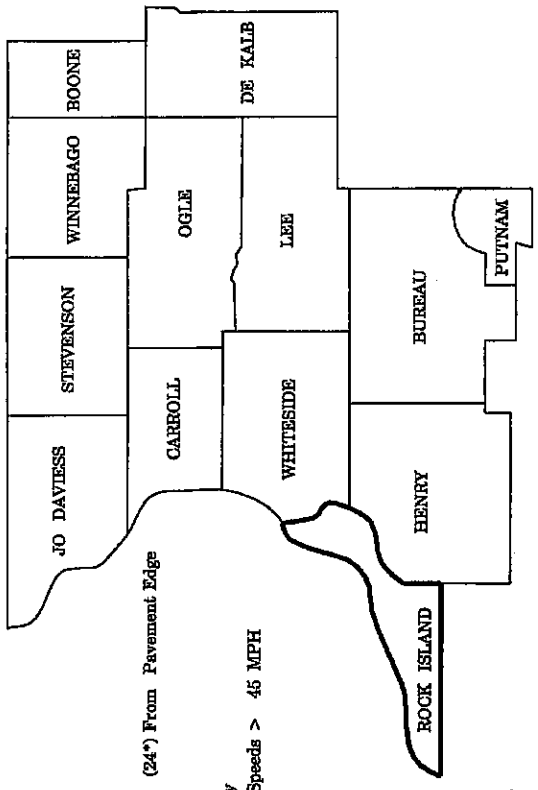 JO DAVIESS
STEVENSON
WINNEBAGO
BOONE
CARROLL
OGLE
DE KALB
WHITESIDE
LEE
ROCK ISLAND
HENRY
BUREAU
PUTNAM
(24") From Pavement Edge
Speeds > 45 MPH